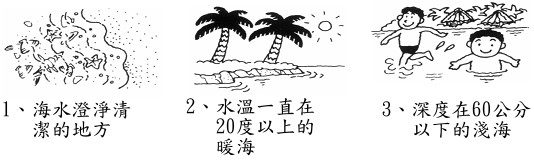 1、海水澄淨清
潔的地方
2、水溫一直在
20度以上的
暖海
3、深度在60公分
以下的淺海